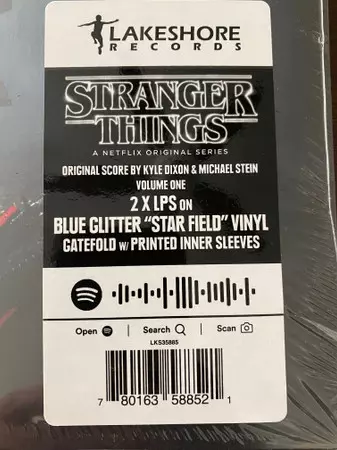 LAKESHORE
RECORDS
STRANGER
THINGS
A NETFLIX ORIGINAL SERIES
ORIGINAL SCORE BY KYLE DIXON & MICHAEL STEIN
VOLUME ONE
2 X LPS ON
BLUE GLITTER "STAR FIELD" VINYL
GATEFOLD W/ PRINTED INNER SLEEVES
Open | Search | Scan
LKS35885
7 80163 58852 1